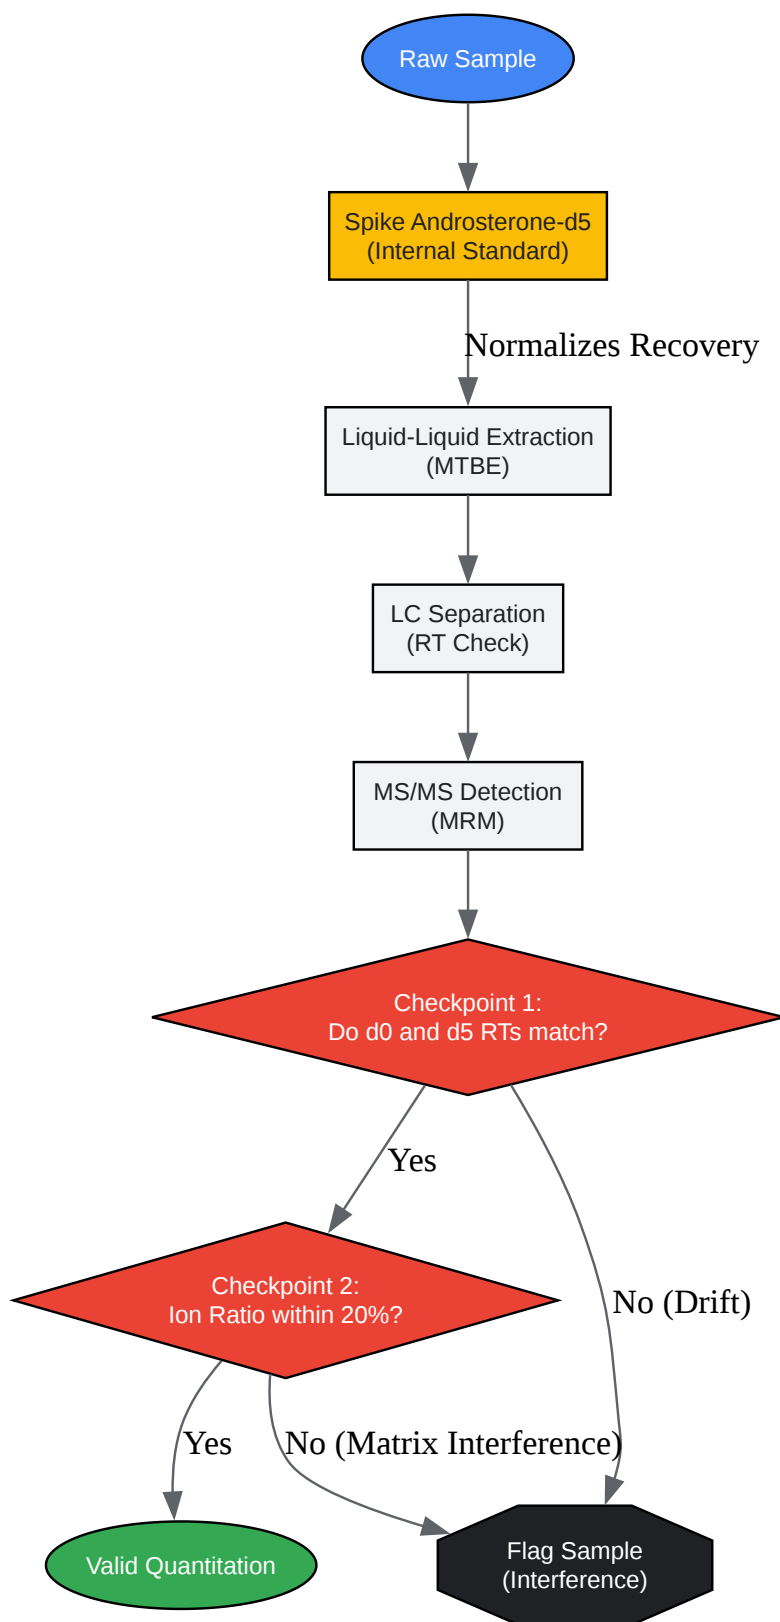 Raw Sample
Spike Androsterone-d5
(Internal Standard)
Normalizes Recovery
Liquid-Liquid Extraction
(MTBE)
LC Separation
(RT Check)
MS/MS Detection
(MRM)
Checkpoint 1:
Do d0 and d5 RTs match?
Yes
Checkpoint 2:
Ion Ratio within 20%?
No (Drift)
Yes
No (Matrix Interference)
Valid Quantitation
Flag Sample
(Interference)